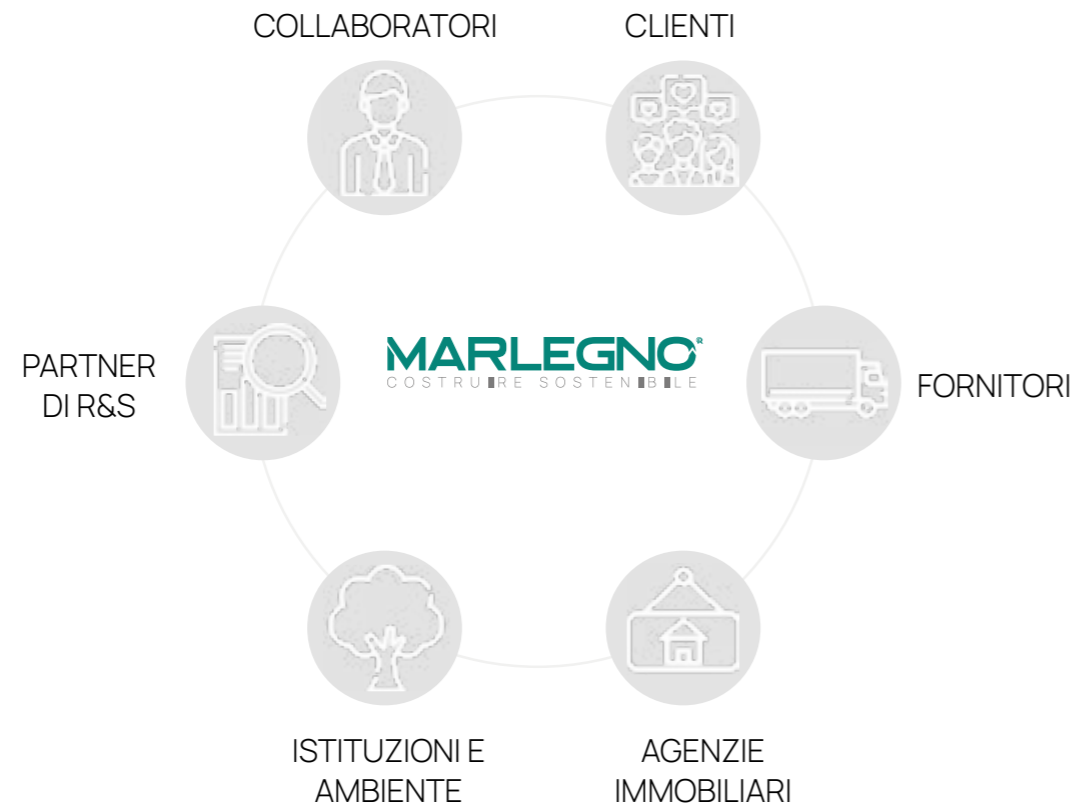 COLLABORATORI
CLIENTI
PARTNER
DI R&S
MARLEGNO®
COSTRUIRE SOSTENIBILE
FORNITORI
ISTITUZIONI E
AMBIENTE
AGENZIE
IMMOBILIARI